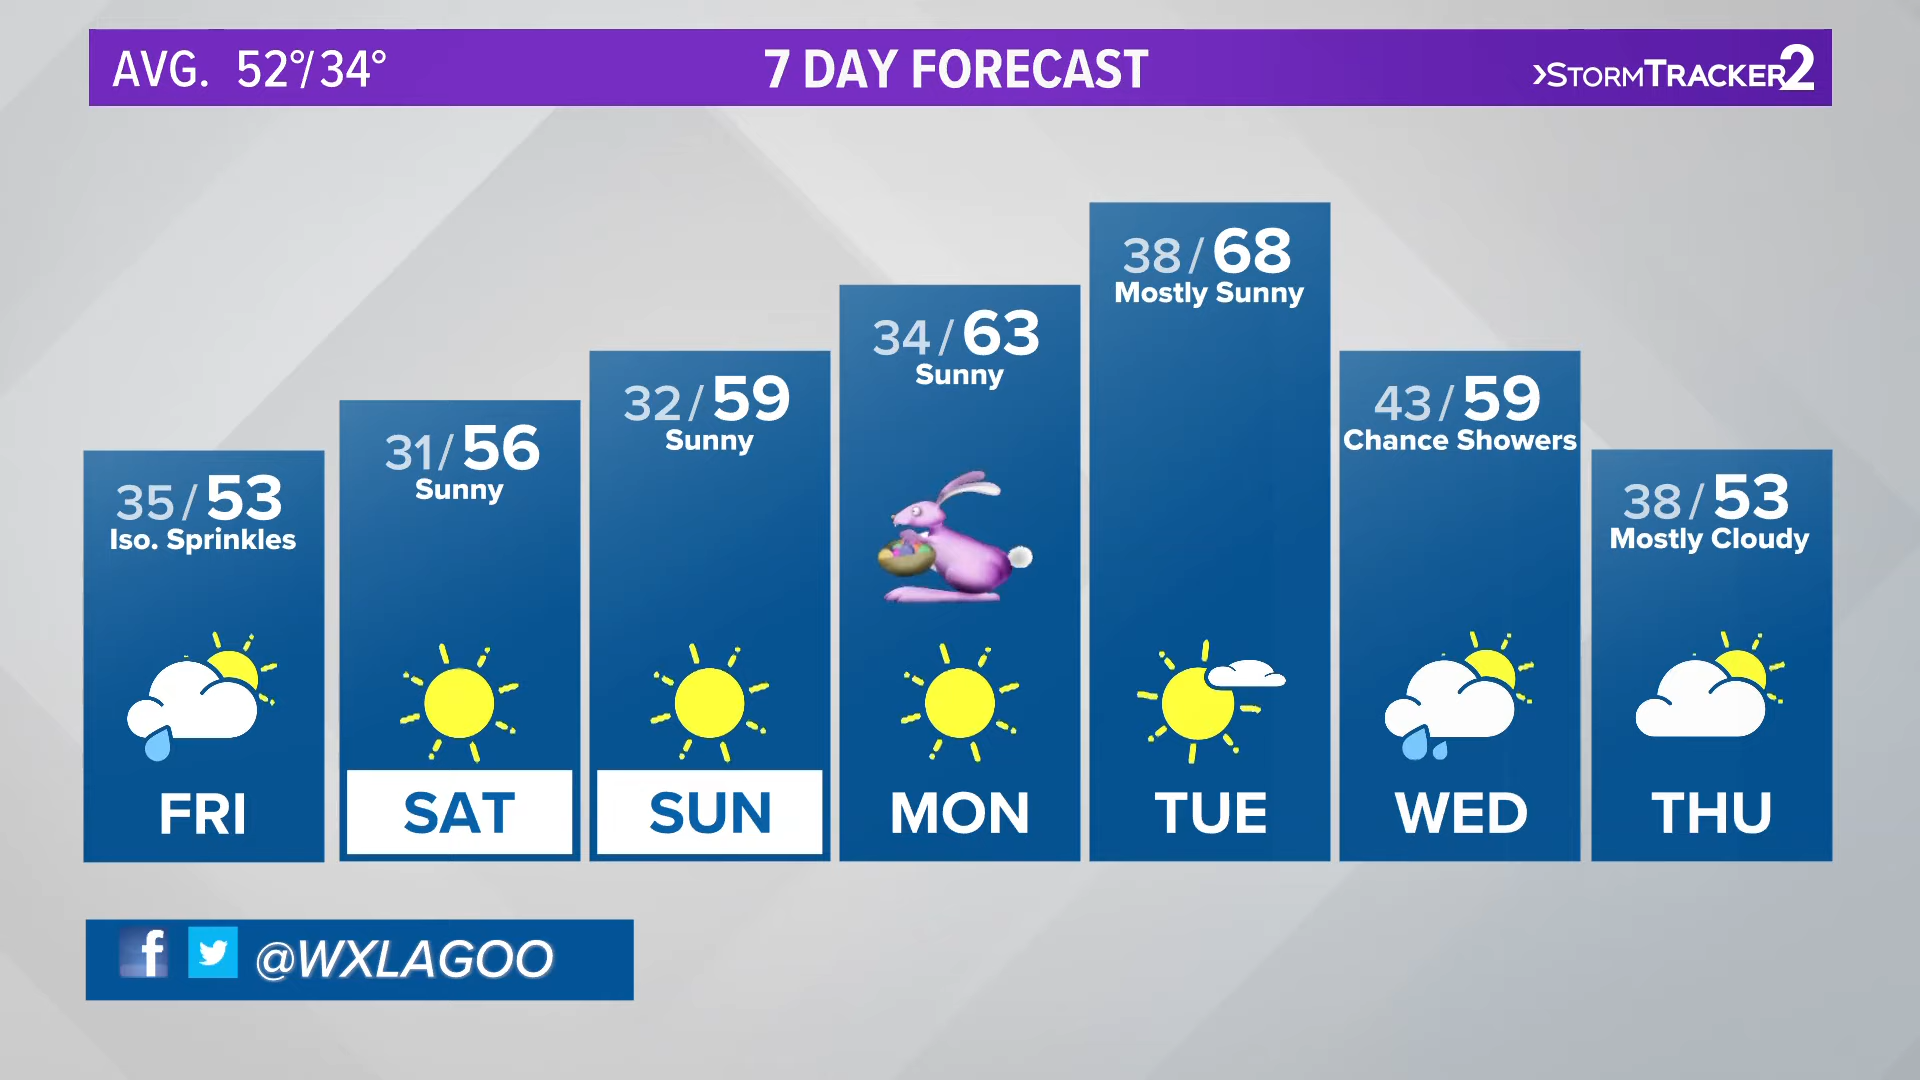 AVG. 52°/34°
7 DAY FORECAST
›STORMTRACKER2
35/53
Iso. Sprinkles
FRI
31/56
Sunny
SAT
32/59
Sunny
SUN
34/63
Sunny
MON
38/68
Mostly Sunny
TUE
43/59
Chance Showers
WED
38/53
Mostly Cloudy
THU
f @WXLAGOO